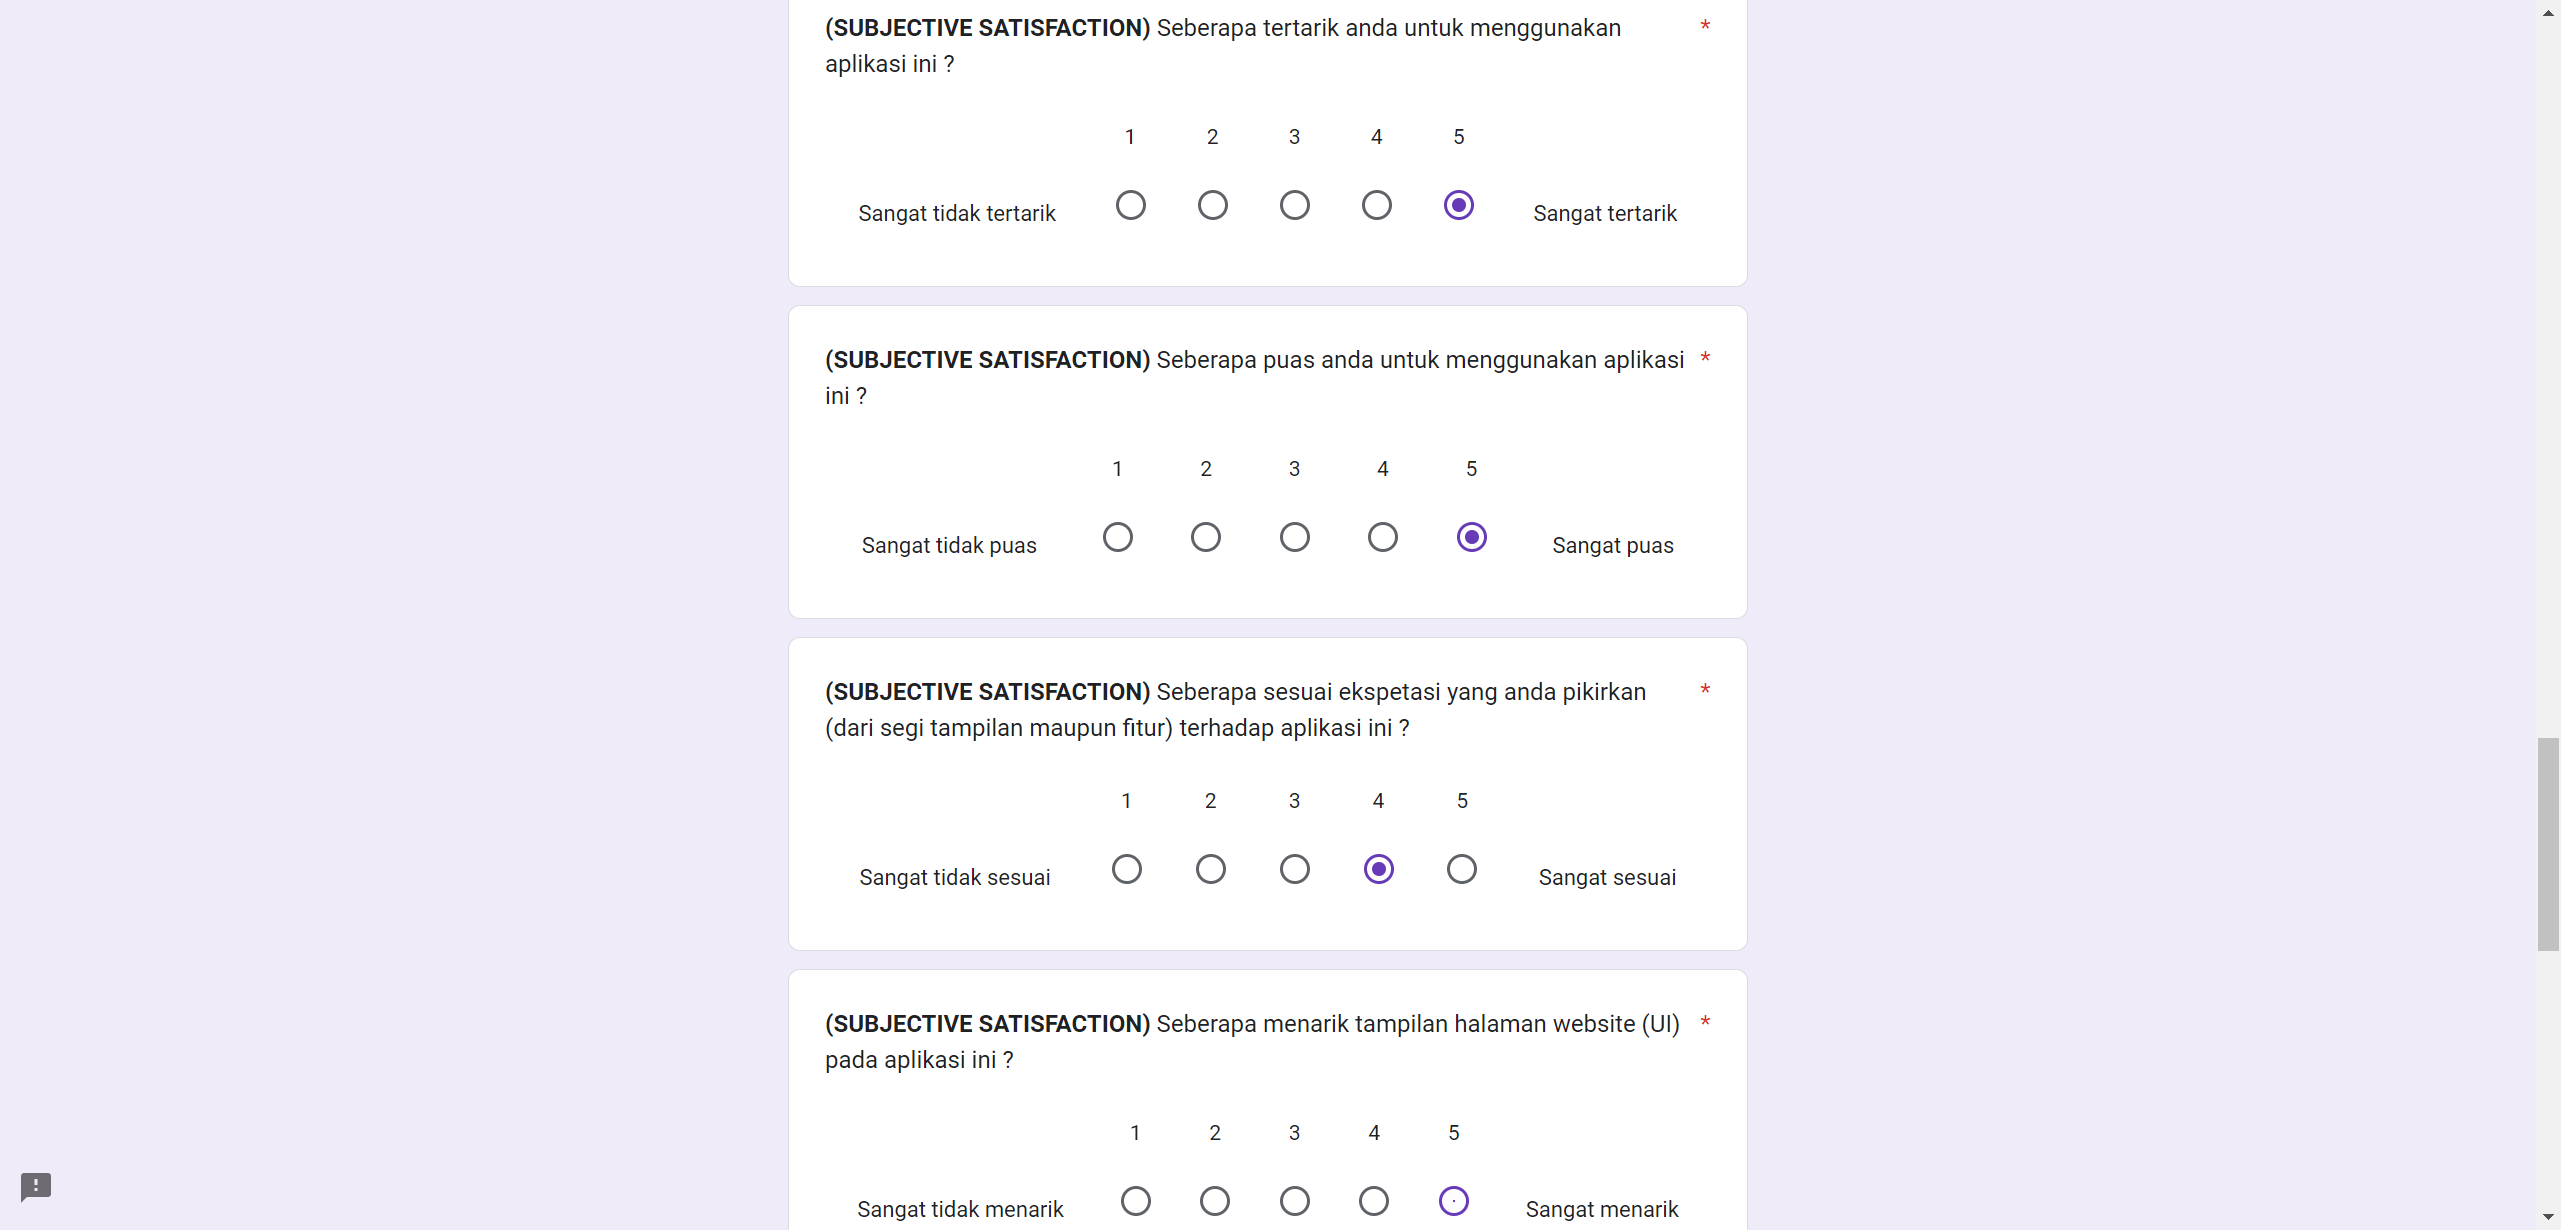 (SUBJECTIVE SATISFACTION) Seberapa tertarik anda untuk menggunakan *
aplikasi ini ?
1 2 3 4 5
Sangat tidak tertarik Sangat tertarik
(SUBJECTIVE SATISFACTION) Seberapa puas anda untuk menggunakan aplikasi *
ini ?
1 2 3 4 5
Sangat tidak puas Sangat puas
(SUBJECTIVE SATISFACTION) Seberapa sesuai ekspetasi yang anda pikirkan *
(dari segi tampilan maupun fitur) terhadap aplikasi ini ?
1 2 3 4 5
Sangat tidak sesuai Sangat sesuai
(SUBJECTIVE SATISFACTION) Seberapa menarik tampilan halaman website (UI) *
pada aplikasi ini ?
1 2 3 4 5
Sangat tidak menarik Sangat menarik